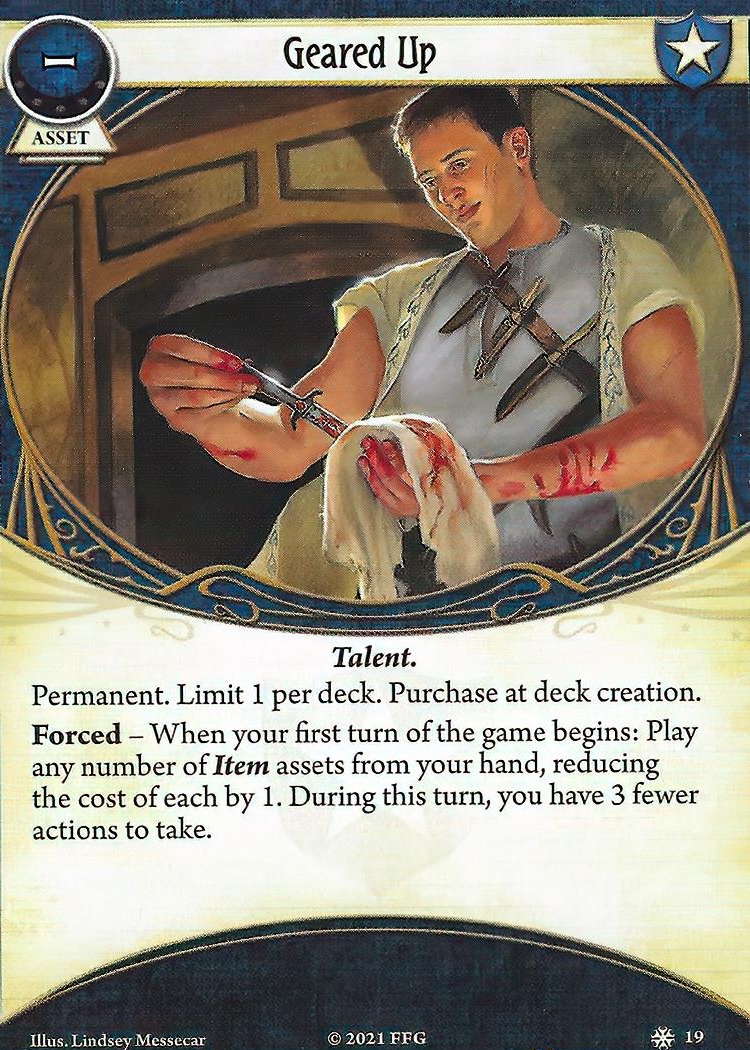 –
Geared Up
ASSET
Talent.
Permanent. Limit 1 per deck. Purchase at deck creation.
Forced – When your first turn of the game begins: Play
any number of Item assets from your hand, reducing
the cost of each by 1. During this turn, you have 3 fewer
actions to take.
Illus. Lindsey Messecar
© 2021 FFG
19